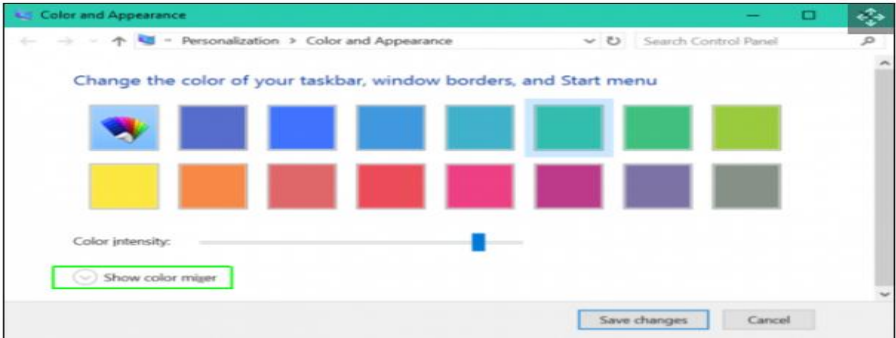 Color and Appearance
Personalization > Color and Appearance Search Control Panel
Change the color of your taskbar, window borders, and Start menu
Color intensity:
Show color mixer
Save changes Cancel